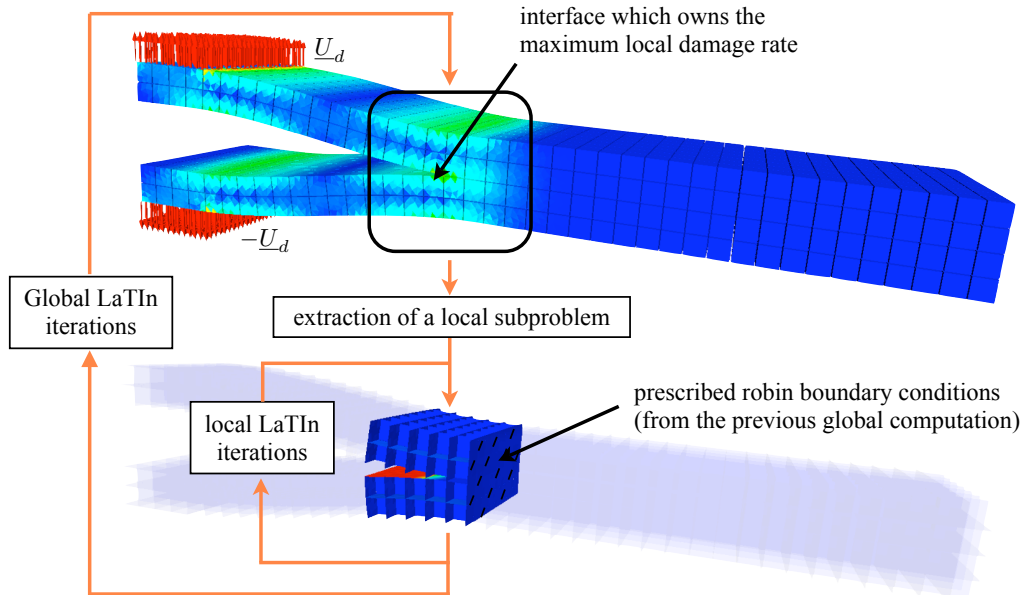 interface which owns the
maximum local damage rate
U_d
-U_d
Global LaTIn
iterations
extraction of a local subproblem
prescribed robin boundary conditions
(from the previous global computation)
local LaTIn
iterations